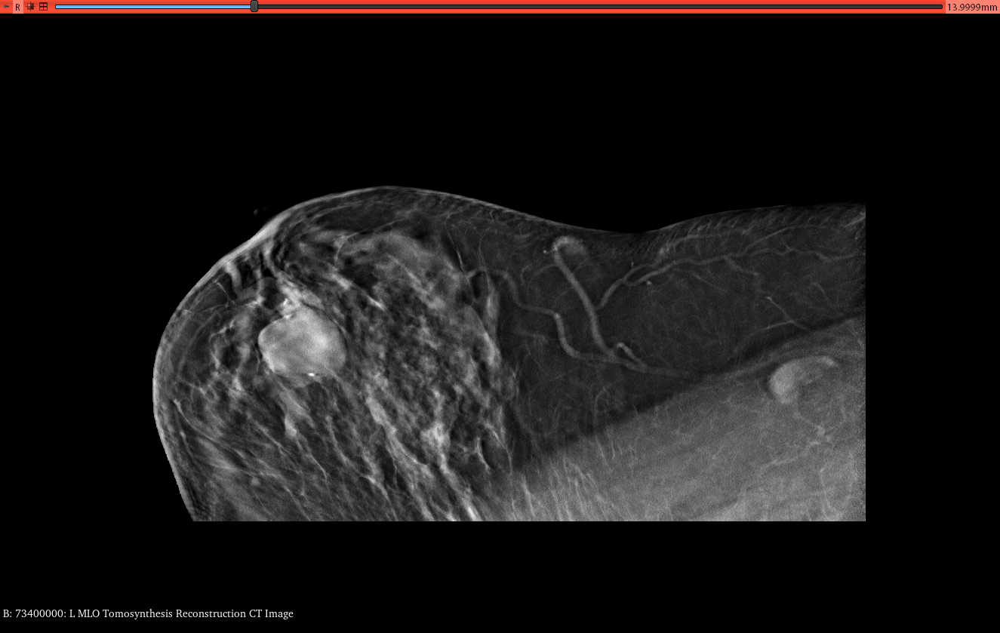 R
13.9999mm
B: 73400000: L MLO Tomosynthesis Reconstruction CT Image